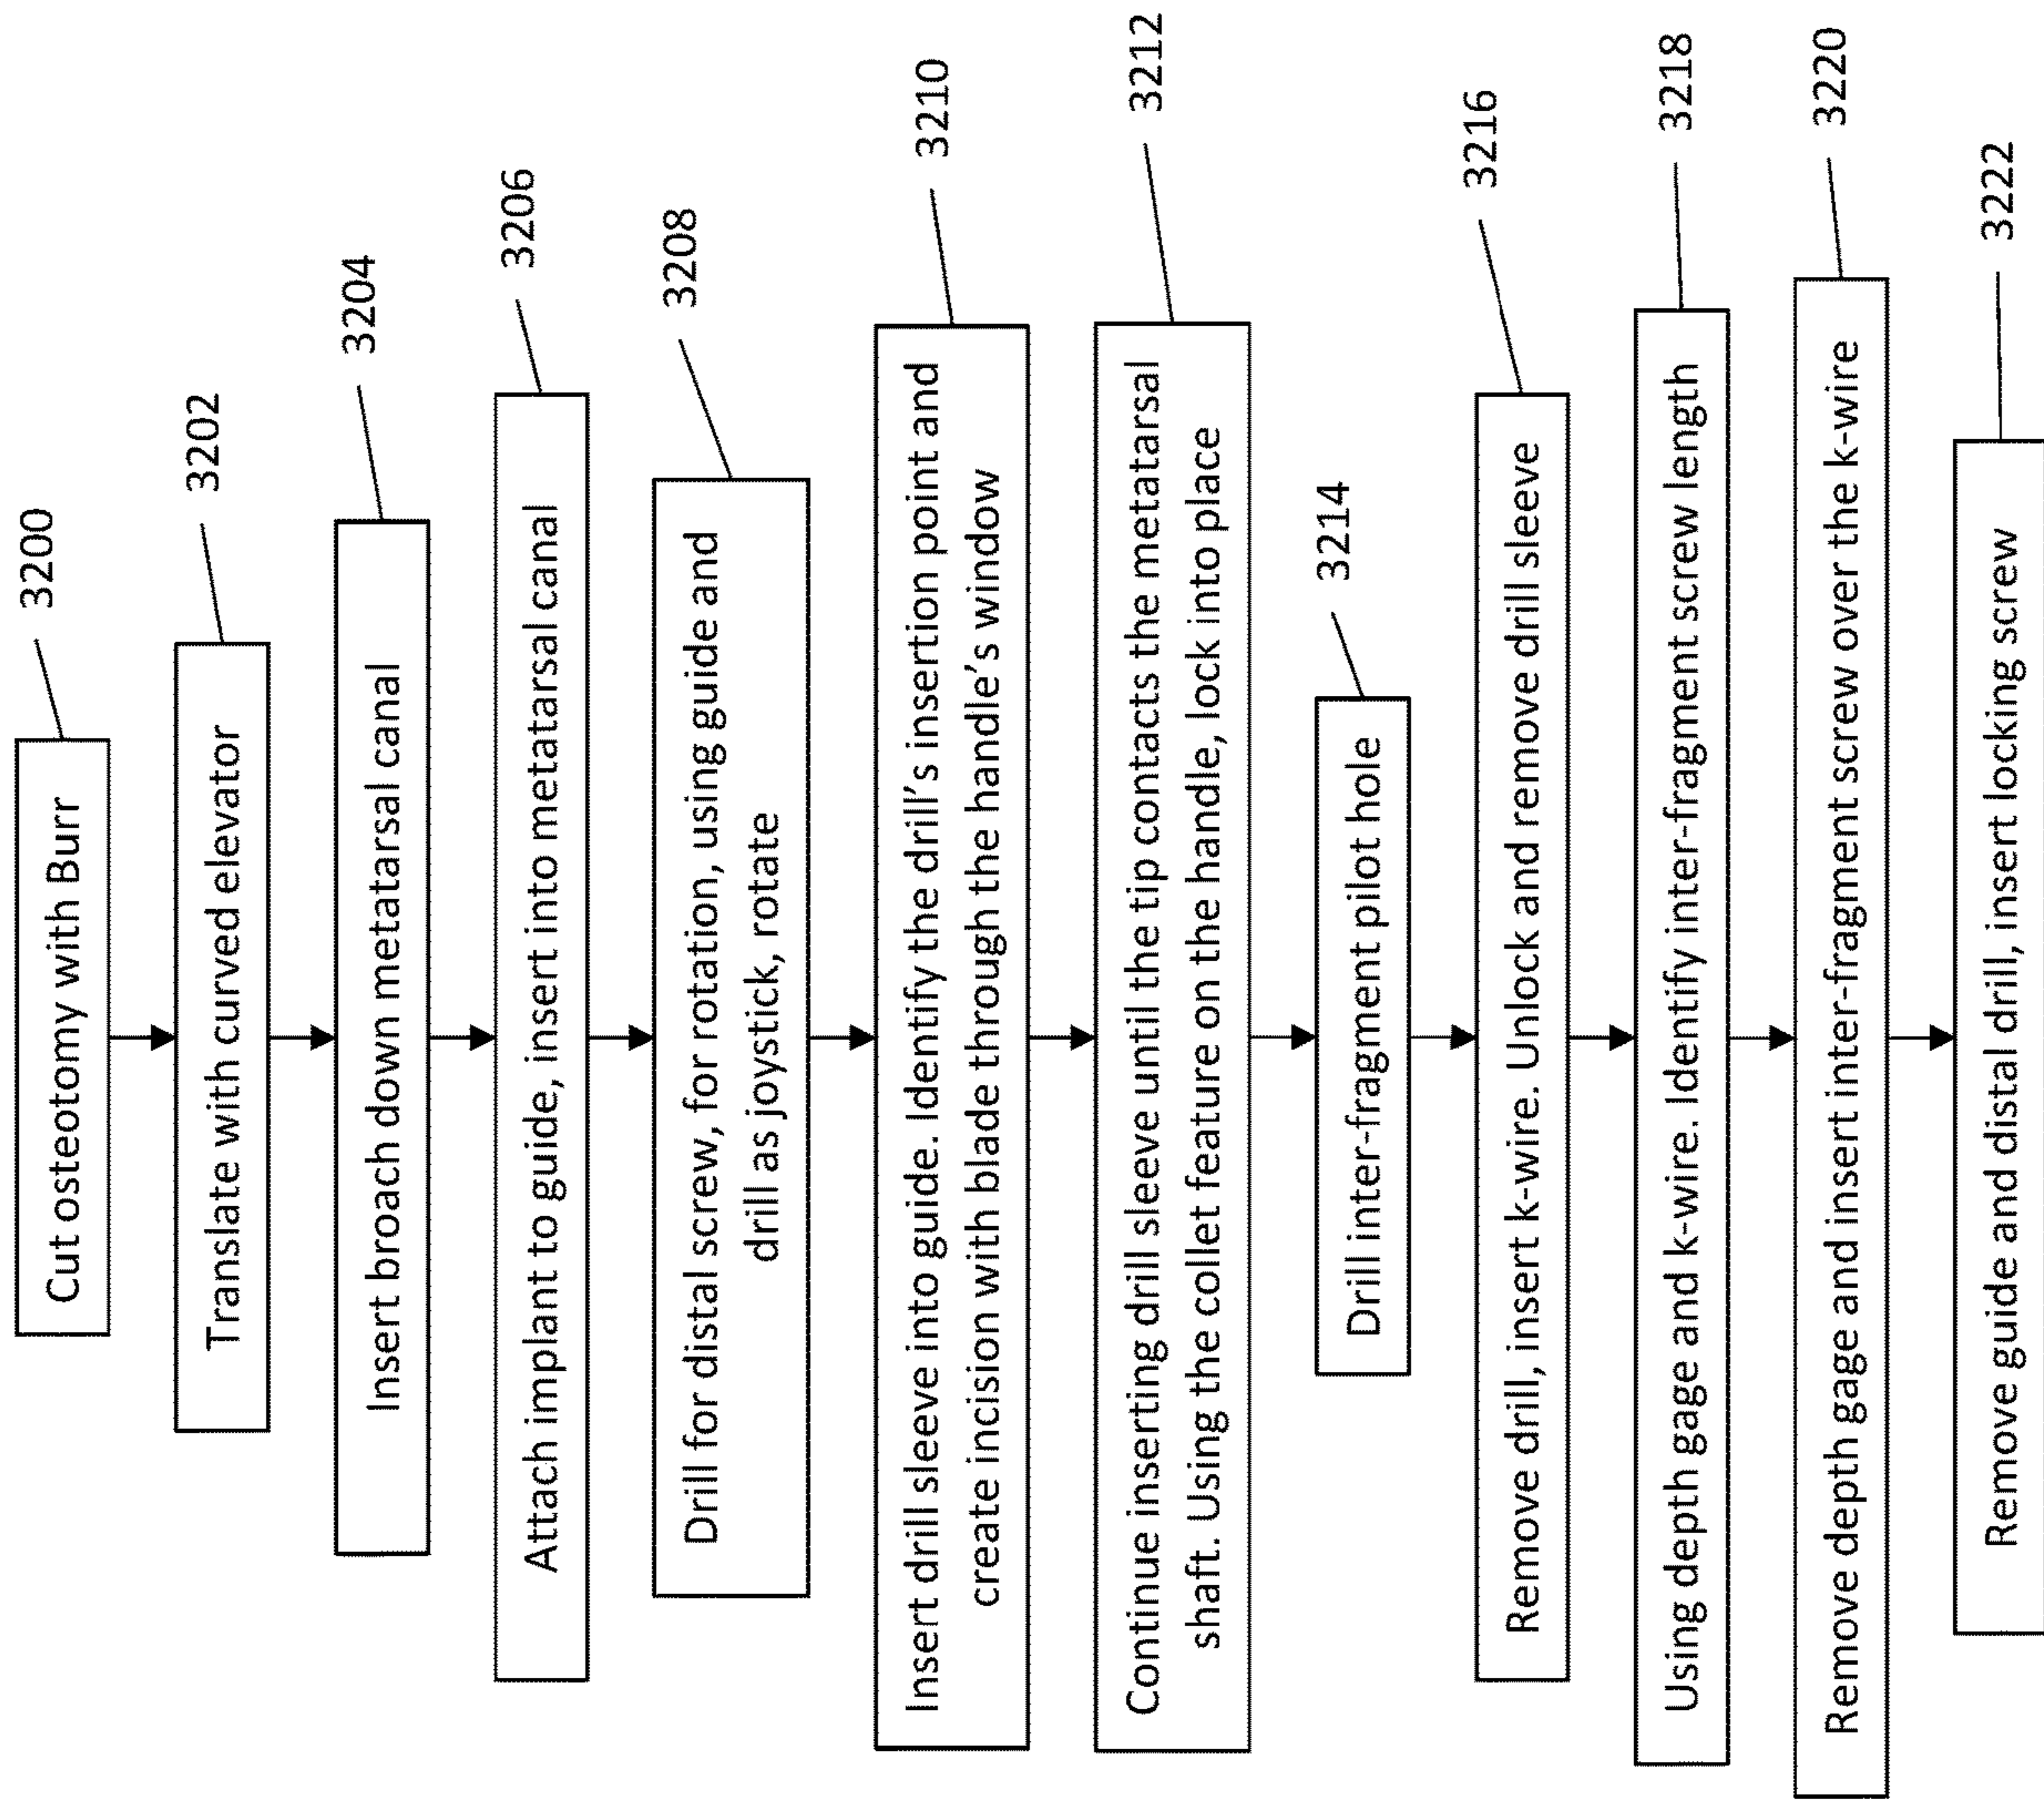 Cut osteotomy with Burr
3200
Translate with curved elevator
3202
Insert broach down metatarsal canal
3204
Attach implant to guide, insert into metatarsal canal
3206
Drill for distal screw, for rotation, using guide and
drill as joystick, rotate
3208
Insert drill sleeve into guide. Identify the drill's insertion point and
create incision with blade through the handle's window
3210
Continue inserting drill sleeve until the tip contacts the metatarsal
shaft. Using the collet feature on the handle, lock into place
3212
Drill inter-fragment pilot hole
3214
Remove drill, insert k-wire. Unlock and remove drill sleeve
3216
Using depth gage and k-wire. Identify inter-fragment screw length
3218
Remove depth gage and insert inter-fragment screw over the k-wire
3220
Remove guide and distal drill, insert locking screw
3222